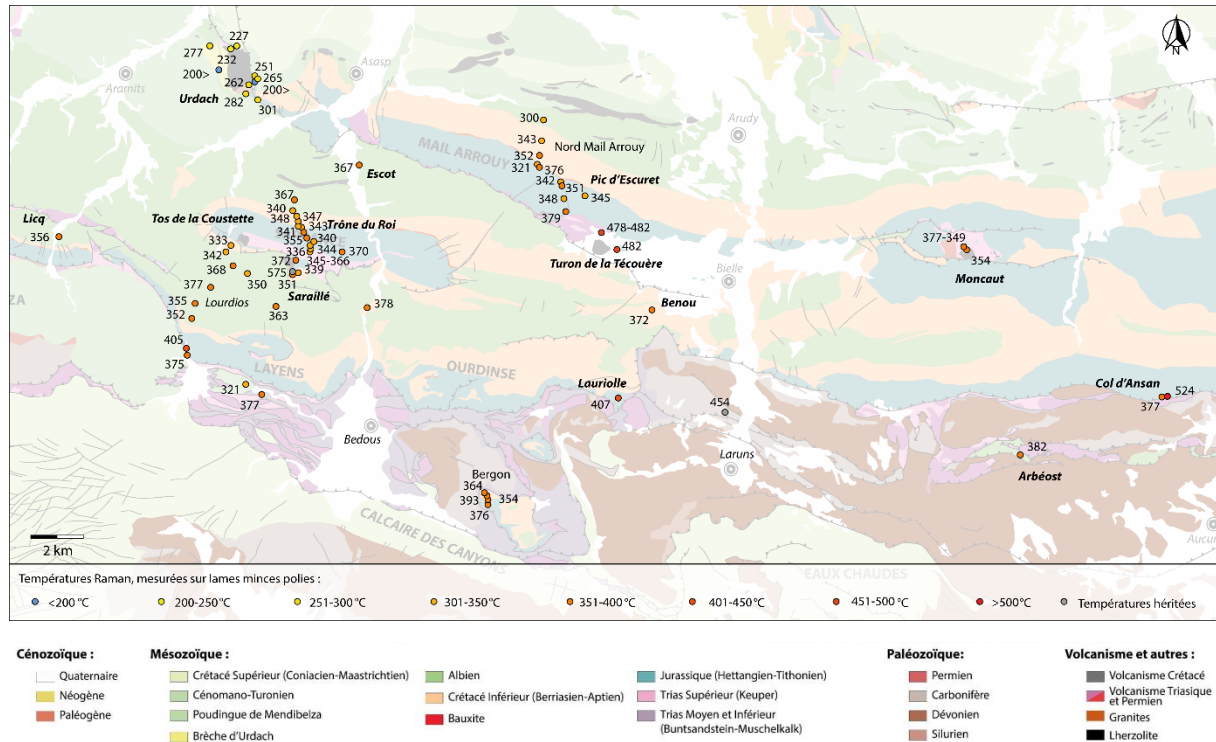 277
227
N
232
251
Asasp
200>
265
Aramits
262
200>
Urdach
282
301
300
Arudy
343
Nord Mail Arrouy
MAIL ARROUY
352
367
Escot
321
376
Pic d'Escuret
342
351
367
348
345
Licq
Tos de la Coustette
340
347
379
348
343
Trône du Roi
356
341
478-482
333
355
340
377-349
342
336
344
370
482
372
345-366
354
368
575
339
Turon de la Técouère
Moncaut
350
351
Bielle
377
Lourdios
Saraillé
ZA
355
363
378
Benou
352
372
405
375
LAYENS
OURDINSE
321
Lauriolle
Col d'Ansan
524
377
407
454
377
Bedous
382
Laruns
Bergon
Arbéost
364
354
393
376
CALCAIRE DES CANYONS
2 km
Aucun
EAUX CHAUDES
Températures Raman, mesurées sur lames minces polies :
<200°C
200-250°C
251-300°C
301-350°C
351-400°C
401-450°C
451-500°C
>500°C
Températures héritées
Cénozoïque :
Quaternaire
Néogène
Paléogène
Mésozoïque :
Crétacé Supérieur (Coniacien-Maastrichtien)
Cénomano-Turonien
Poudingue de Mendibelza
Brèche d'Urdach
Albien
Crétacé Inférieur (Berriasien-Aptien)
Bauxite
Jurassique (Hettangien-Tithonien)
Trias Supérieur (Keuper)
Trias Moyen et Inférieur
(Buntsandstein-Muschelkalk)
Paléozoïque:
Permien
Carbonifère
Dévonien
Silurien
Volcanisme et autres :
Volcanisme Crétacé
Volcanisme Triasique
et Permien
Granites
Lherzolite